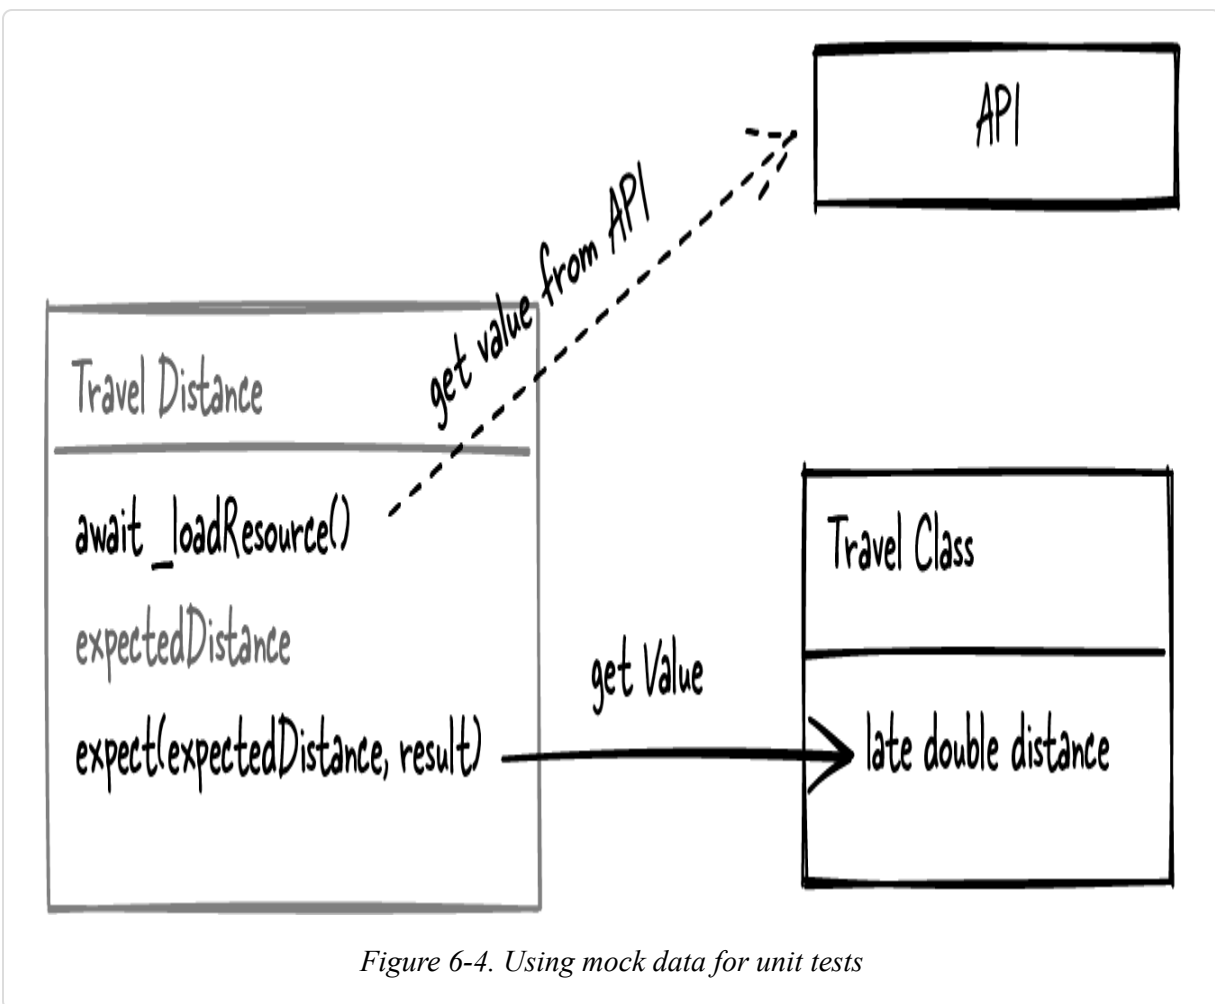 API
get value from API
Travel Distance
await _loadResource()
expectedDistance
expect(expectedDistance, result)
get Value
Travel Class
late double distance
Figure 6-4. Using mock data for unit tests